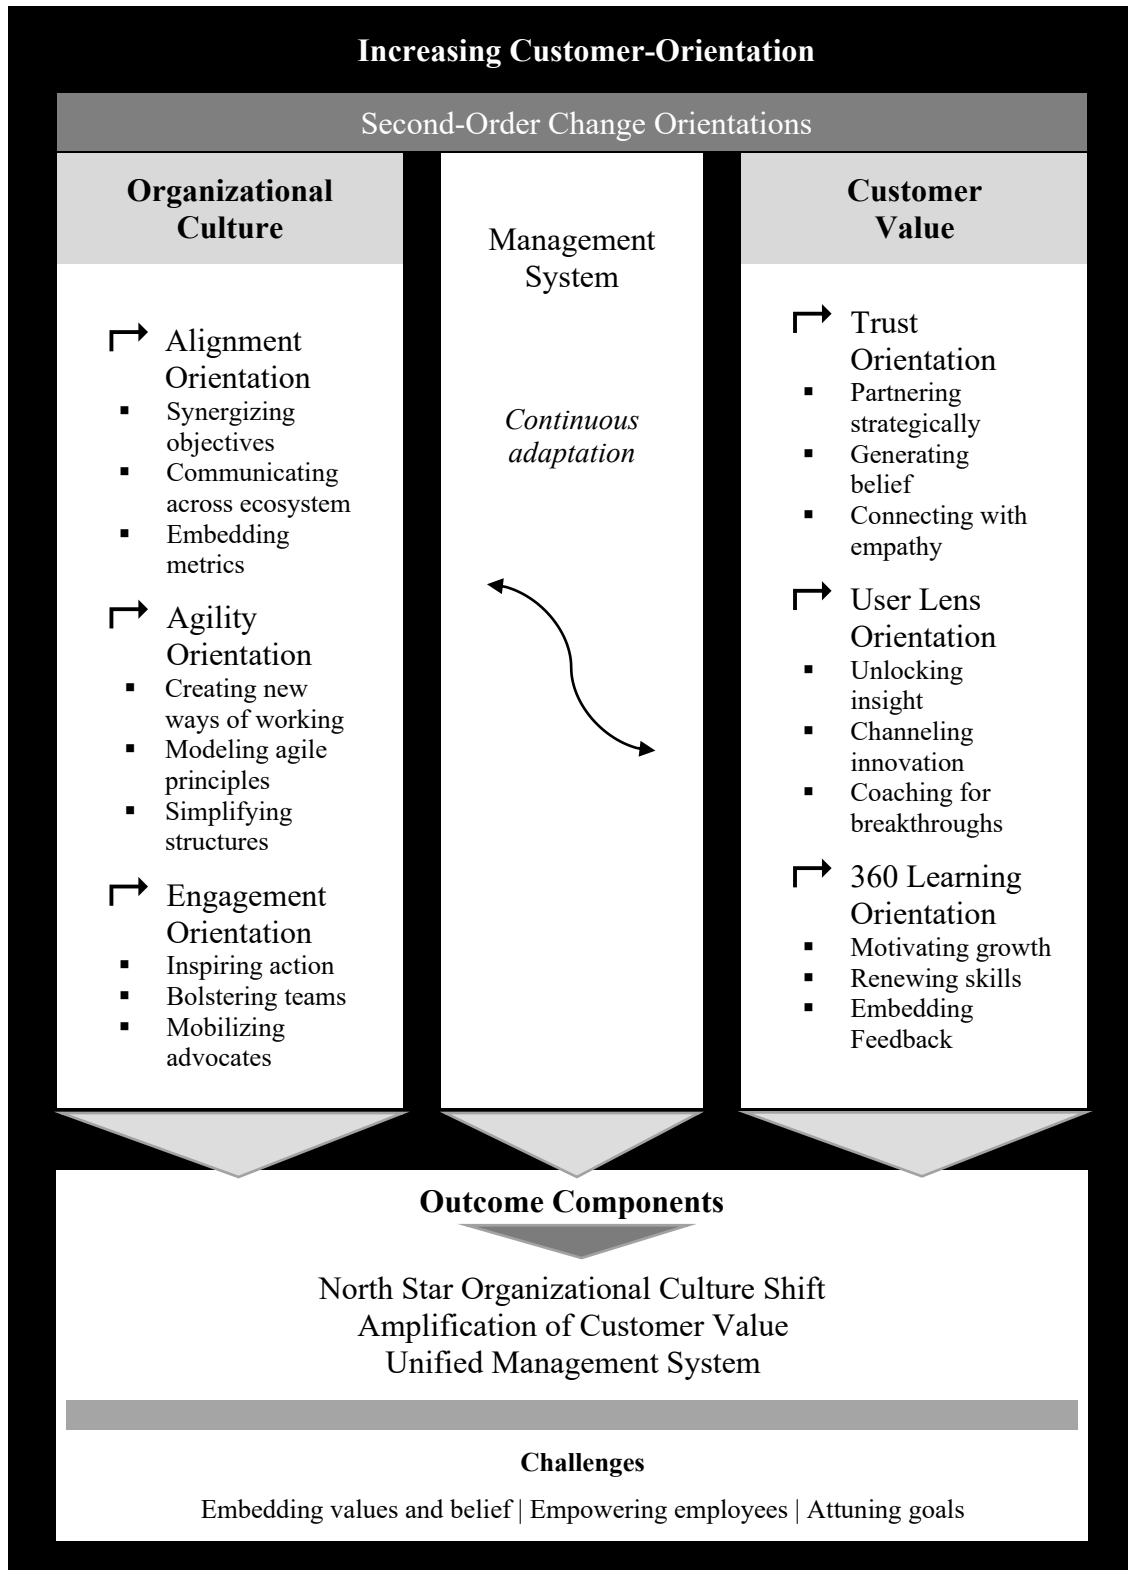 Increasing Customer-Orientation
Second-Order Change Orientations
Organizational
Culture
Alignment
Orientation
▪ Synergizing
objectives
▪ Communicating
across ecosystem
▪ Embedding
metrics
Agility
Orientation
▪ Creating new
ways of working
▪ Modeling agile
principles
▪ Simplifying
structures
Engagement
Orientation
▪ Inspiring action
▪ Bolstering teams
▪ Mobilizing
advocates
Management
System
Continuous
adaptation
Customer
Value
Trust
Orientation
▪ Partnering
strategically
▪ Generating
belief
▪ Connecting with
empathy
User Lens
Orientation
▪ Unlocking
insight
▪ Channeling
innovation
▪ Coaching for
breakthroughs
360 Learning
Orientation
▪ Motivating growth
▪ Renewing skills
▪ Embedding
Feedback
Outcome Components
North Star Organizational Culture Shift
Amplification of Customer Value
Unified Management System
Challenges
Embedding values and belief | Empowering employees | Attuning goals